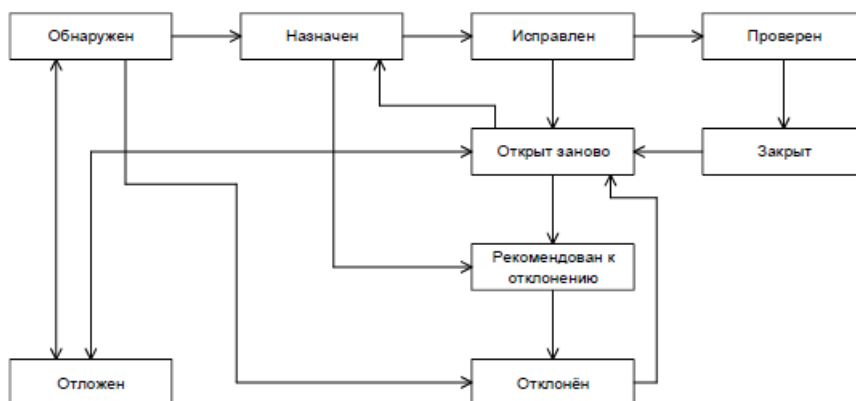 Обнаружен
Назначен
Исправлен
Проверен
Открыт заново
Закрыт
Рекомендован к
отклонению
Отложен
Отклонён